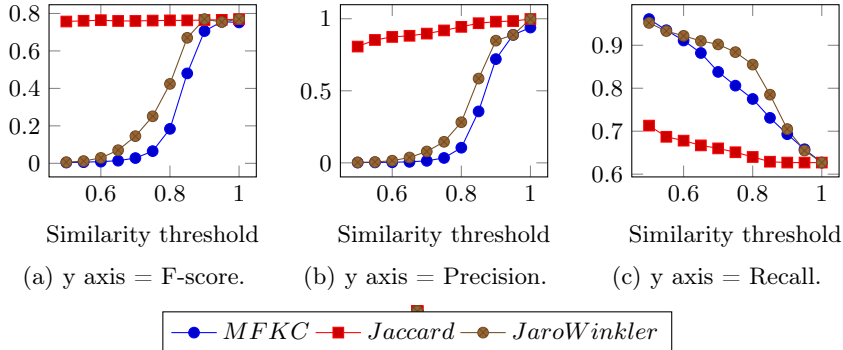 0.8
0.6
0.4
0.2
0
0.6 0.8 1
Similarity threshold
(a) y axis = F-score.
1
0.5
0
0.6 0.8 1
Similarity threshold
(b) y axis = Precision.
0.9
0.8
0.7
0.6
0.6 0.8 1
Similarity threshold
(c) y axis = Recall.
MFKC Jaccard JaroWinkler